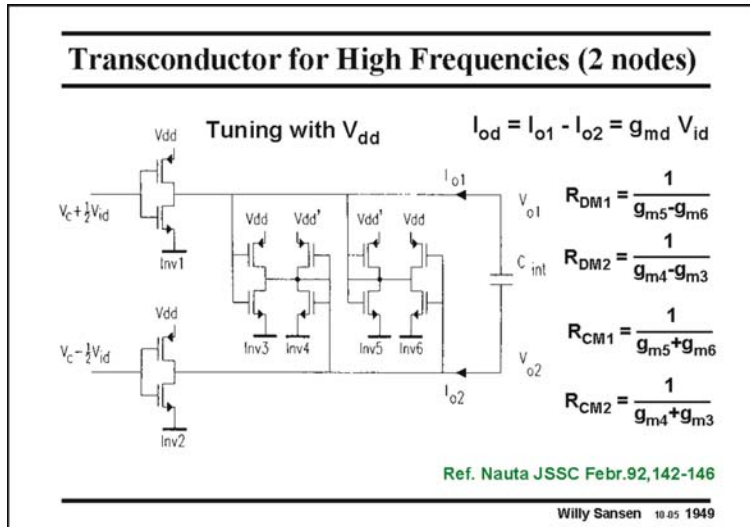 Transconductor for High Frequencies (2 nodes)
Tuning with Vdd
Iod = Io1 - Io2 = gmd Vid
Vdd
Vc+½Vid
Inv1
Io1
Vo1
RDM1 = 1 / gm5-gm6
Vdd Vdd' Vdd' Vdd
Cint
RDM2 = 1 / gm4-gm3
Inv3 Inv4 Inv5 Inv6
Vdd
Vc-½Vid
Inv2
Io2
Vo2
RCM1 = 1 / gm5+gm6
RCM2 = 1 / gm4+gm3
Ref. Nauta JSSC Febr.92,142-146
Willy Sansen 10-05 1949